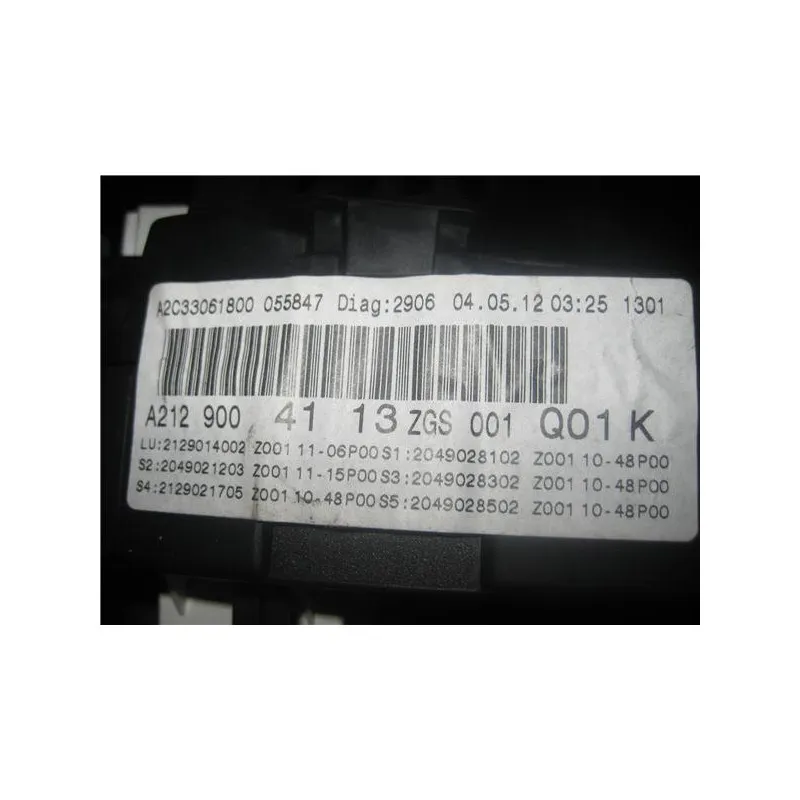 A2C33061800 055847 Diag:2906 04.05.12 03:25 1301
A212 900 41 13 ZGS 001 Q01 K
LU:2129014002 Z001 11-06P00 S1:2049028102 Z001 10-48P00
S2:2049021203 Z001 11-15P00 S3:2049028302 Z001 10-48P00
S4:2129021705 Z001 10-48P00 S5:2049028502 Z001 10-48P00